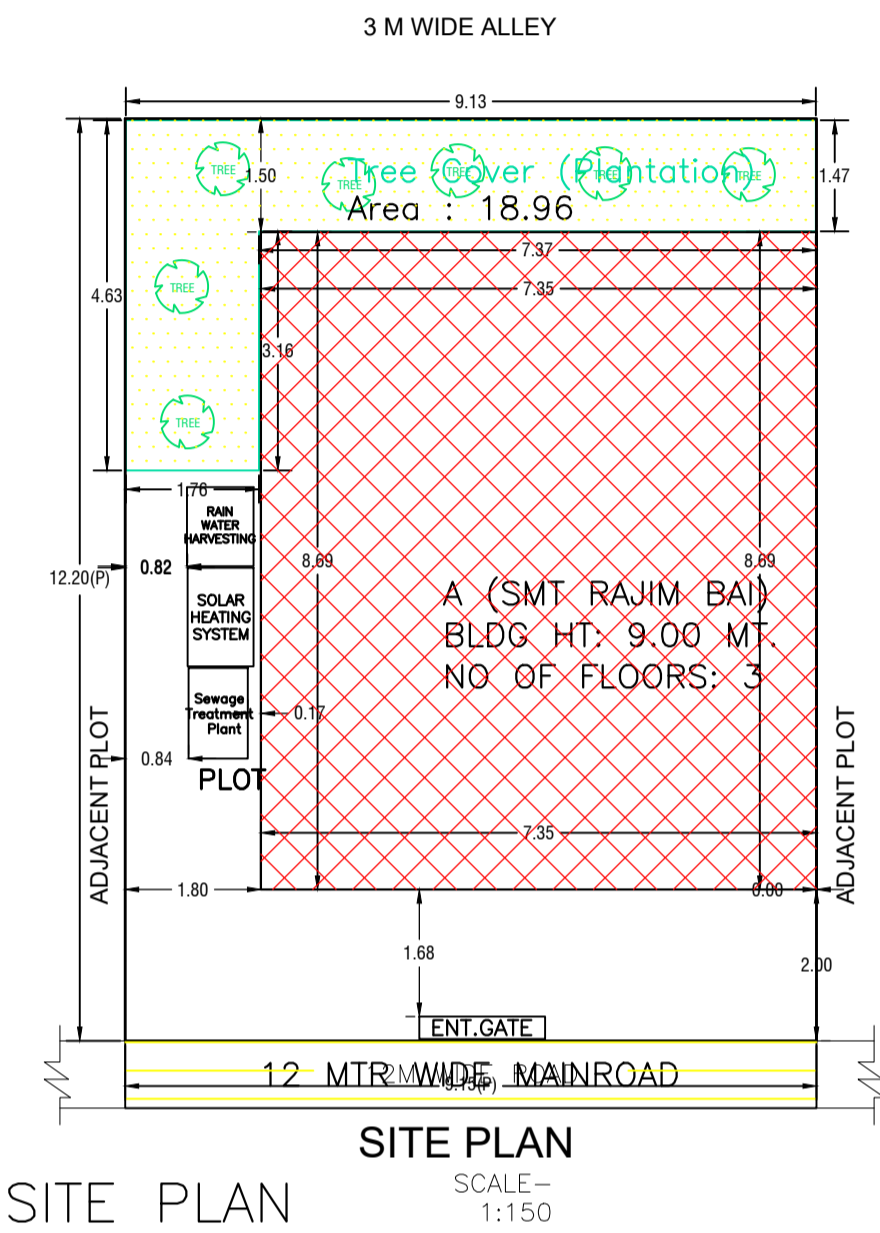 3 M WIDE ALLEY
9.13
TREE
TREE
TREE
TREE
TREE
1.50
1.47
Tree Cover (Plantation)
Area : 18.96
7.37
7.35
4.63
TREE
3.16
TREE
1.76
RAIN
WATER
HARVESTING
12.20(P)
0.82
8.69
8.69
SOLAR
HEATING
SYSTEM
A (SMT RAJIM BAI)
BLDG HT: 9.00 MT.
NO OF FLOORS: 3
Sewage
Treatment
Plant
0.17
0.84
PLOT
ADJACENT PLOT
ADJACENT PLOT
7.35
1.80
0.00
1.68
2.00
ENT.GATE
12 MTR WIDE MAINROAD
9.15(P)
SITE PLAN
SITE PLAN
SCALE-
1:150